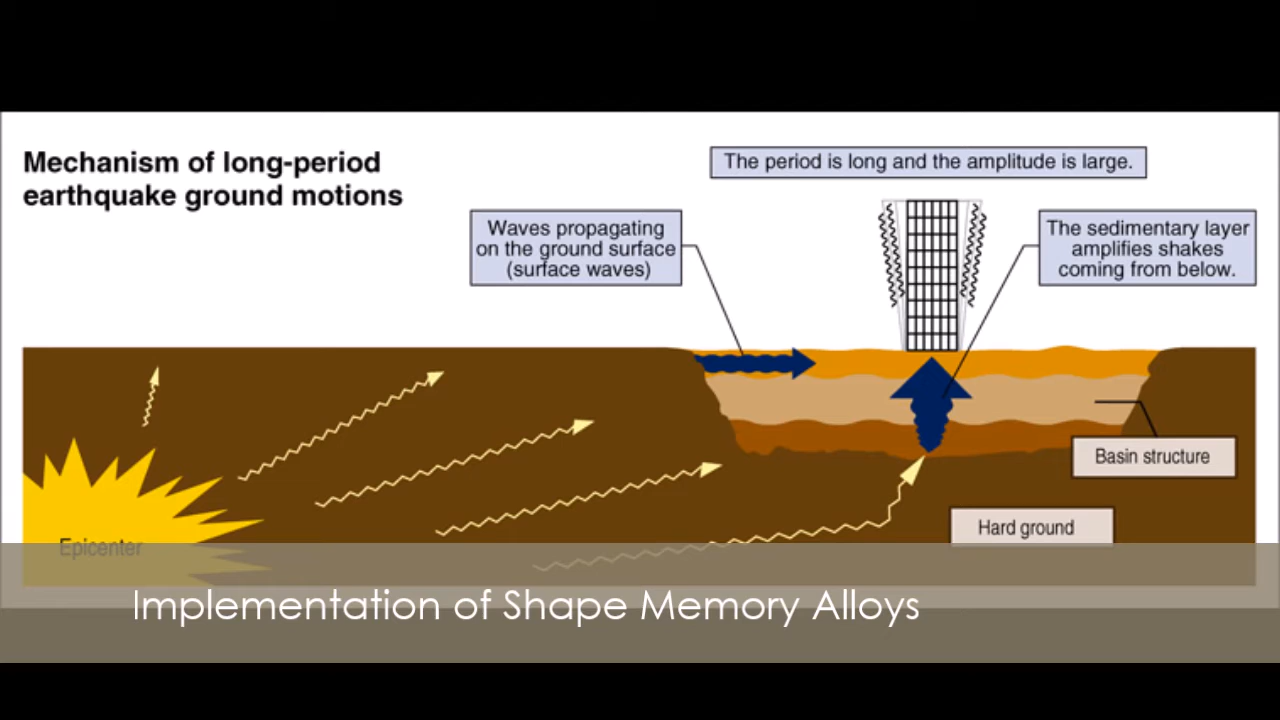 Mechanism of long-period
earthquake ground motions
The period is long and the amplitude is large.
Waves propagating
on the ground surface
(surface waves)
The sedimentary layer
amplifies shakes
coming from below.
Basin structure
Hard ground
Epicenter
Implementation of Shape Memory Alloys